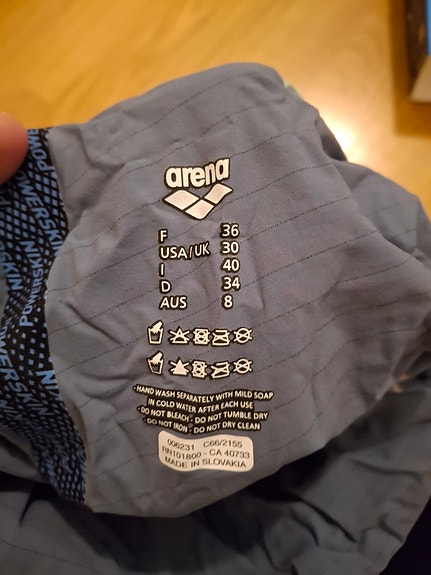 arena
F 36
USA/UK 30
I 40
D 34
AUS 8
- HAND WASH SEPARATELY WITH MILD SOAP
IN COLD WATER AFTER EACH USE
- DO NOT BLEACH - DO NOT TUMBLE DRY
- DO NOT IRON - DO NOT DRY CLEAN
006231 C66/2155
RN101800 - CA 40733
MADE IN SLOVAKIA
POWERSKIN